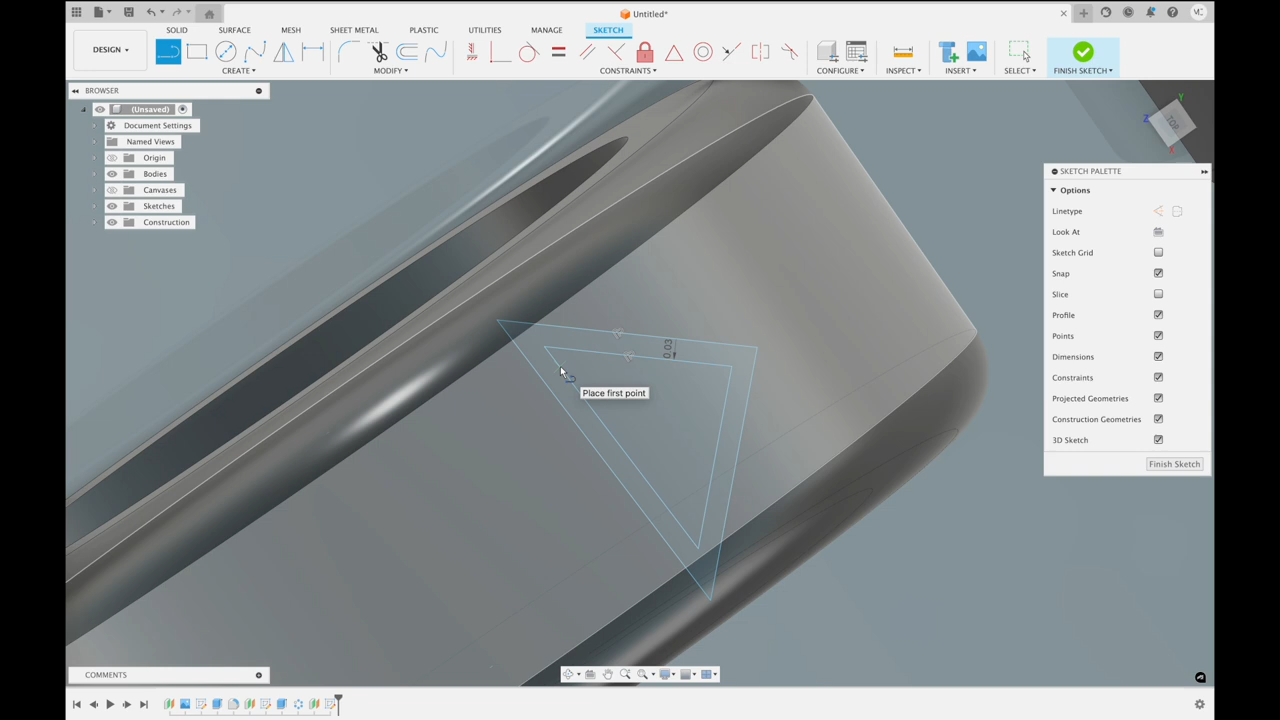 Untitled*
DESIGN
SOLID
SURFACE
MESH
SHEET METAL
PLASTIC
UTILITIES
MANAGE
SKETCH
CREATE
MODIFY
CONSTRAINTS
CONFIGURE
INSPECT
INSERT
SELECT
FINISH SKETCH
BROWSER
(Unsaved)
Document Settings
Named Views
Origin
Bodies
Canvases
Sketches
Construction
TOP
Y
Z
X
SKETCH PALETTE
Options
Linetype
Look At
Sketch Grid
Snap
Slice
Profile
Points
Dimensions
Constraints
Projected Geometries
Construction Geometries
3D Sketch
Finish Sketch
0.03
Place first point
COMMENTS